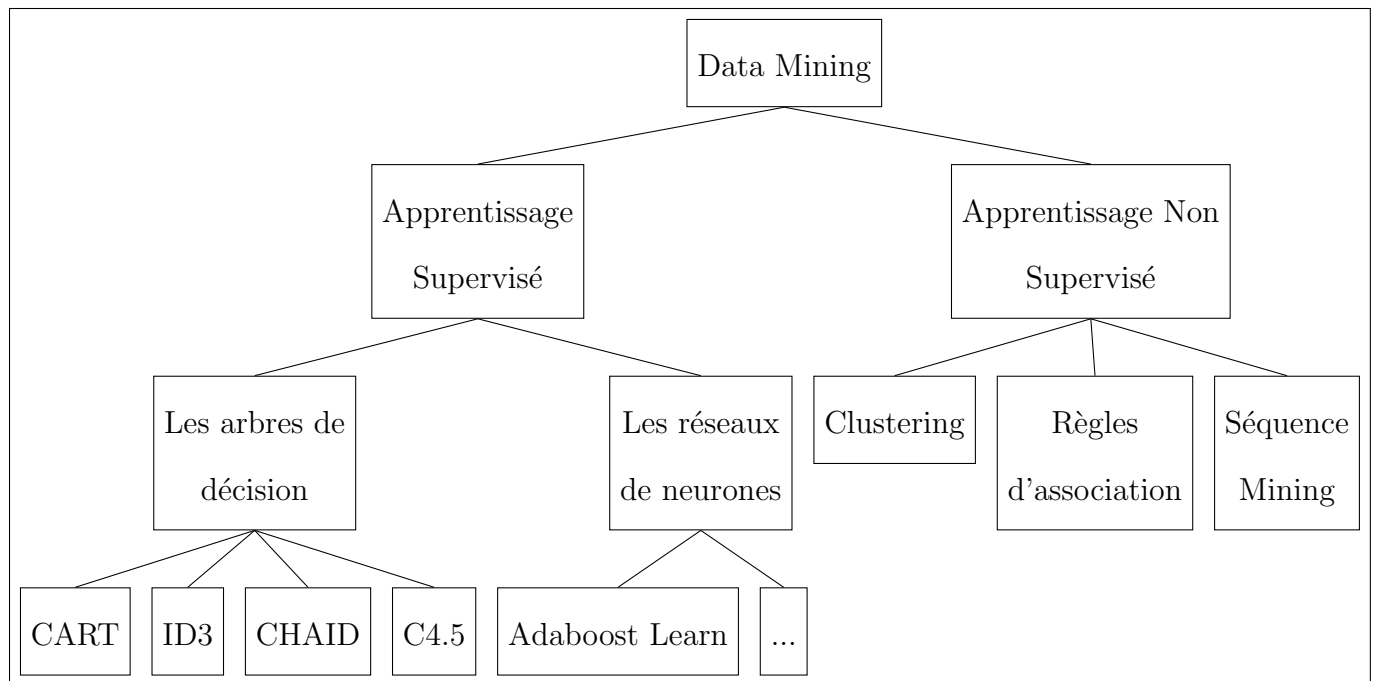 Data Mining
Apprentissage
Supervisé
Apprentissage Non
Supervisé
Les arbres de
décision
Les réseaux
de neurones
Clustering
Règles
d'association
Séquence
Mining
CART
ID3
CHAID
C4.5
Adaboost Learn
...